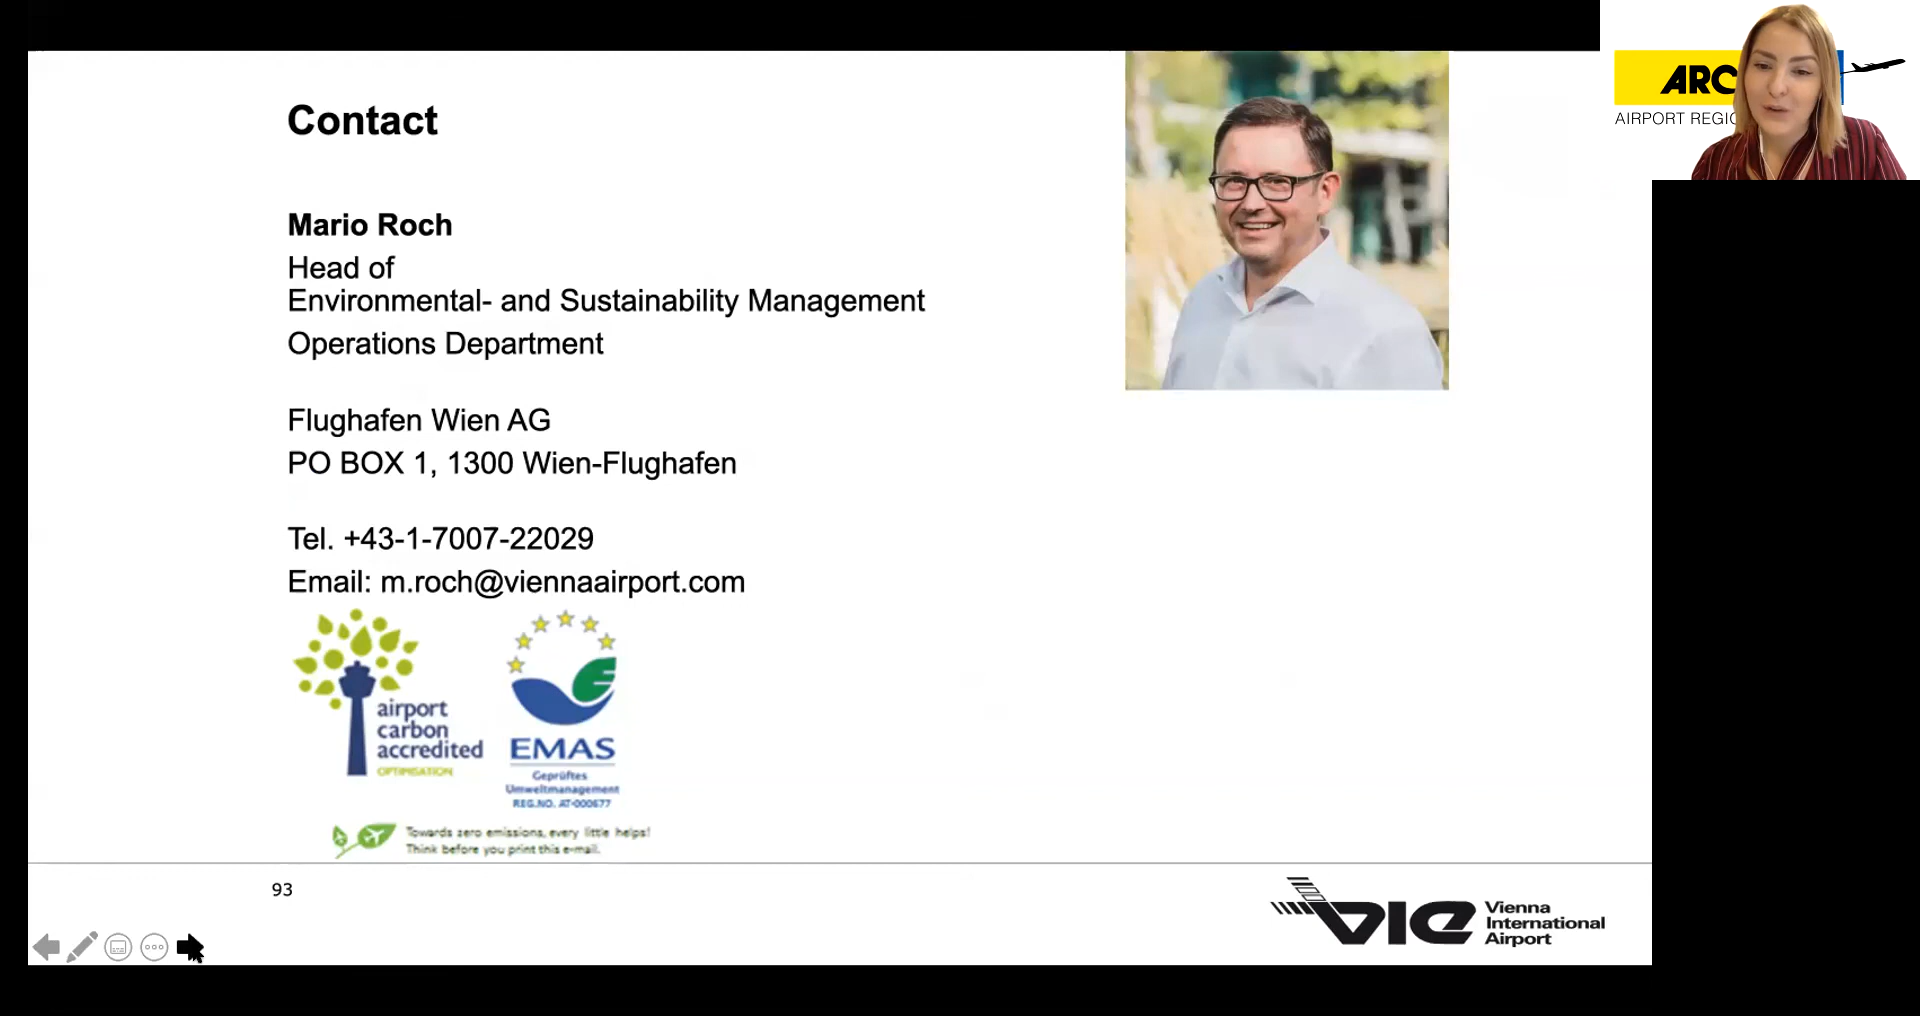 Contact
Mario Roch
Head of
Environmental- and Sustainability Management
Operations Department
Flughafen Wien AG
PO BOX 1, 1300 Wien-Flughafen
Tel. +43-1-7007-22029
Email: m.roch@viennaairport.com
airport
carbon
accredited
OPTIMISATION
EMAS
Geprüftes
Umweltmanagement
REG.NO. AT-000677
Towards zero emissions, every little helps!
Think before you print this e-mail.
93
VIE
Vienna
International
Airport
ARC
AIRPORT REGIO